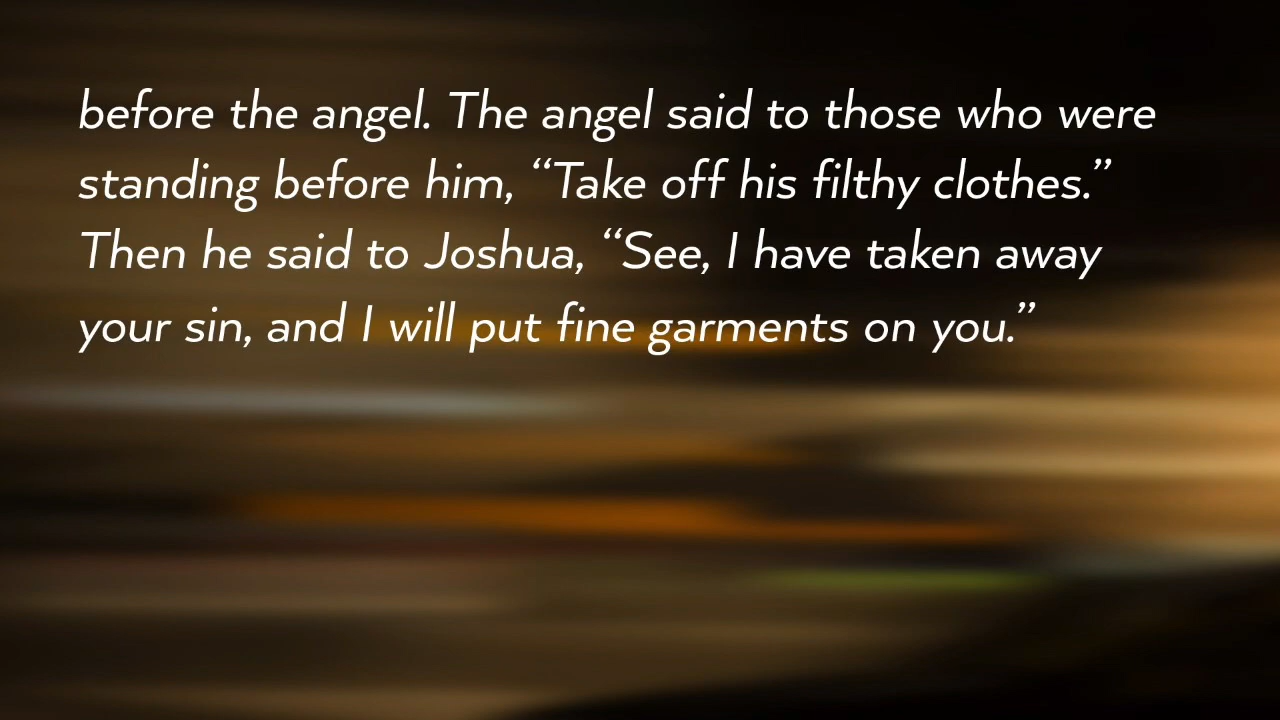 before the angel. The angel said to those who were
standing before him, “Take off his filthy clothes.”
Then he said to Joshua, “See, I have taken away
your sin, and I will put fine garments on you.”